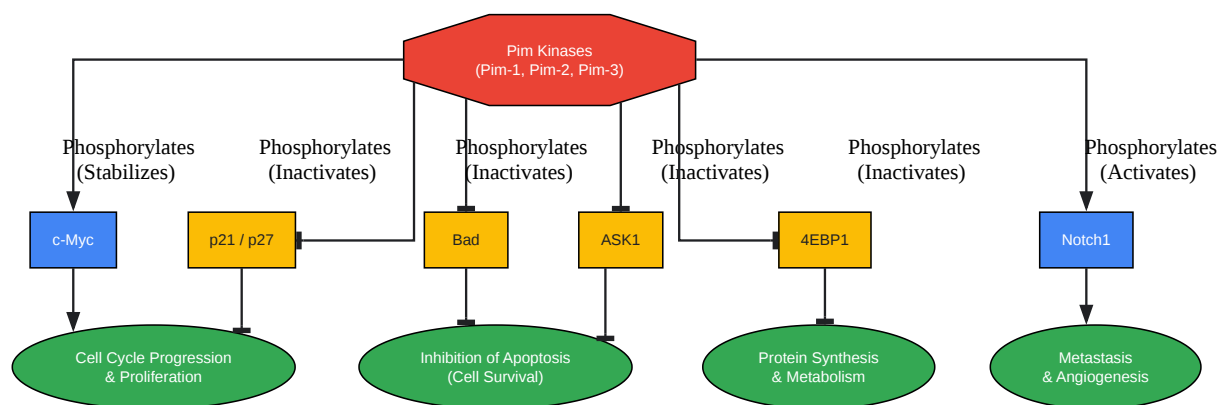 Pim Kinases
(Pim-1, Pim-2, Pim-3)
Phosphorylates
(Stabilizes)
Phosphorylates
(Inactivates)
Phosphorylates
(Inactivates)
Phosphorylates
(Inactivates)
Phosphorylates
(Inactivates)
Phosphorylates
(Activates)
c-Myc
p21 / p27
Bad
ASK1
4EBP1
Notch1
Cell Cycle Progression
& Proliferation
Inhibition of Apoptosis
(Cell Survival)
Protein Synthesis
& Metabolism
Metastasis
& Angiogenesis